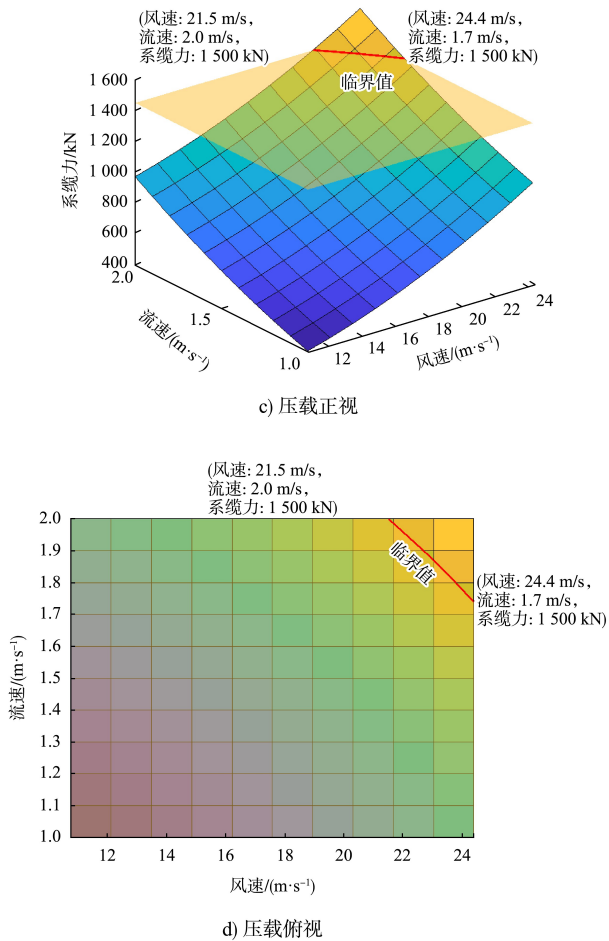 (风速: 21.5 m/s,
流速: 2.0 m/s,
系缆力: 1 500 kN)
(风速: 24.4 m/s,
流速: 1.7 m/s,
系缆力: 1 500 kN)
临界值
系缆力/kN
1 600
1 400
1 200
1 000
800
600
400
2.0
1.5
1.0
流速/(m·s⁻¹)
12
14
16
18
20
22
24
风速/(m·s⁻¹)
c) 压载正视
(风速: 21.5 m/s,
流速: 2.0 m/s,
系缆力: 1 500 kN)
临界值
(风速: 24.4 m/s,
流速: 1.7 m/s,
系缆力: 1 500 kN)
流速/(m·s⁻¹)
2.0
1.9
1.8
1.7
1.6
1.5
1.4
1.3
1.2
1.1
1.0
12
14
16
18
20
22
24
风速/(m·s⁻¹)
d) 压载俯视